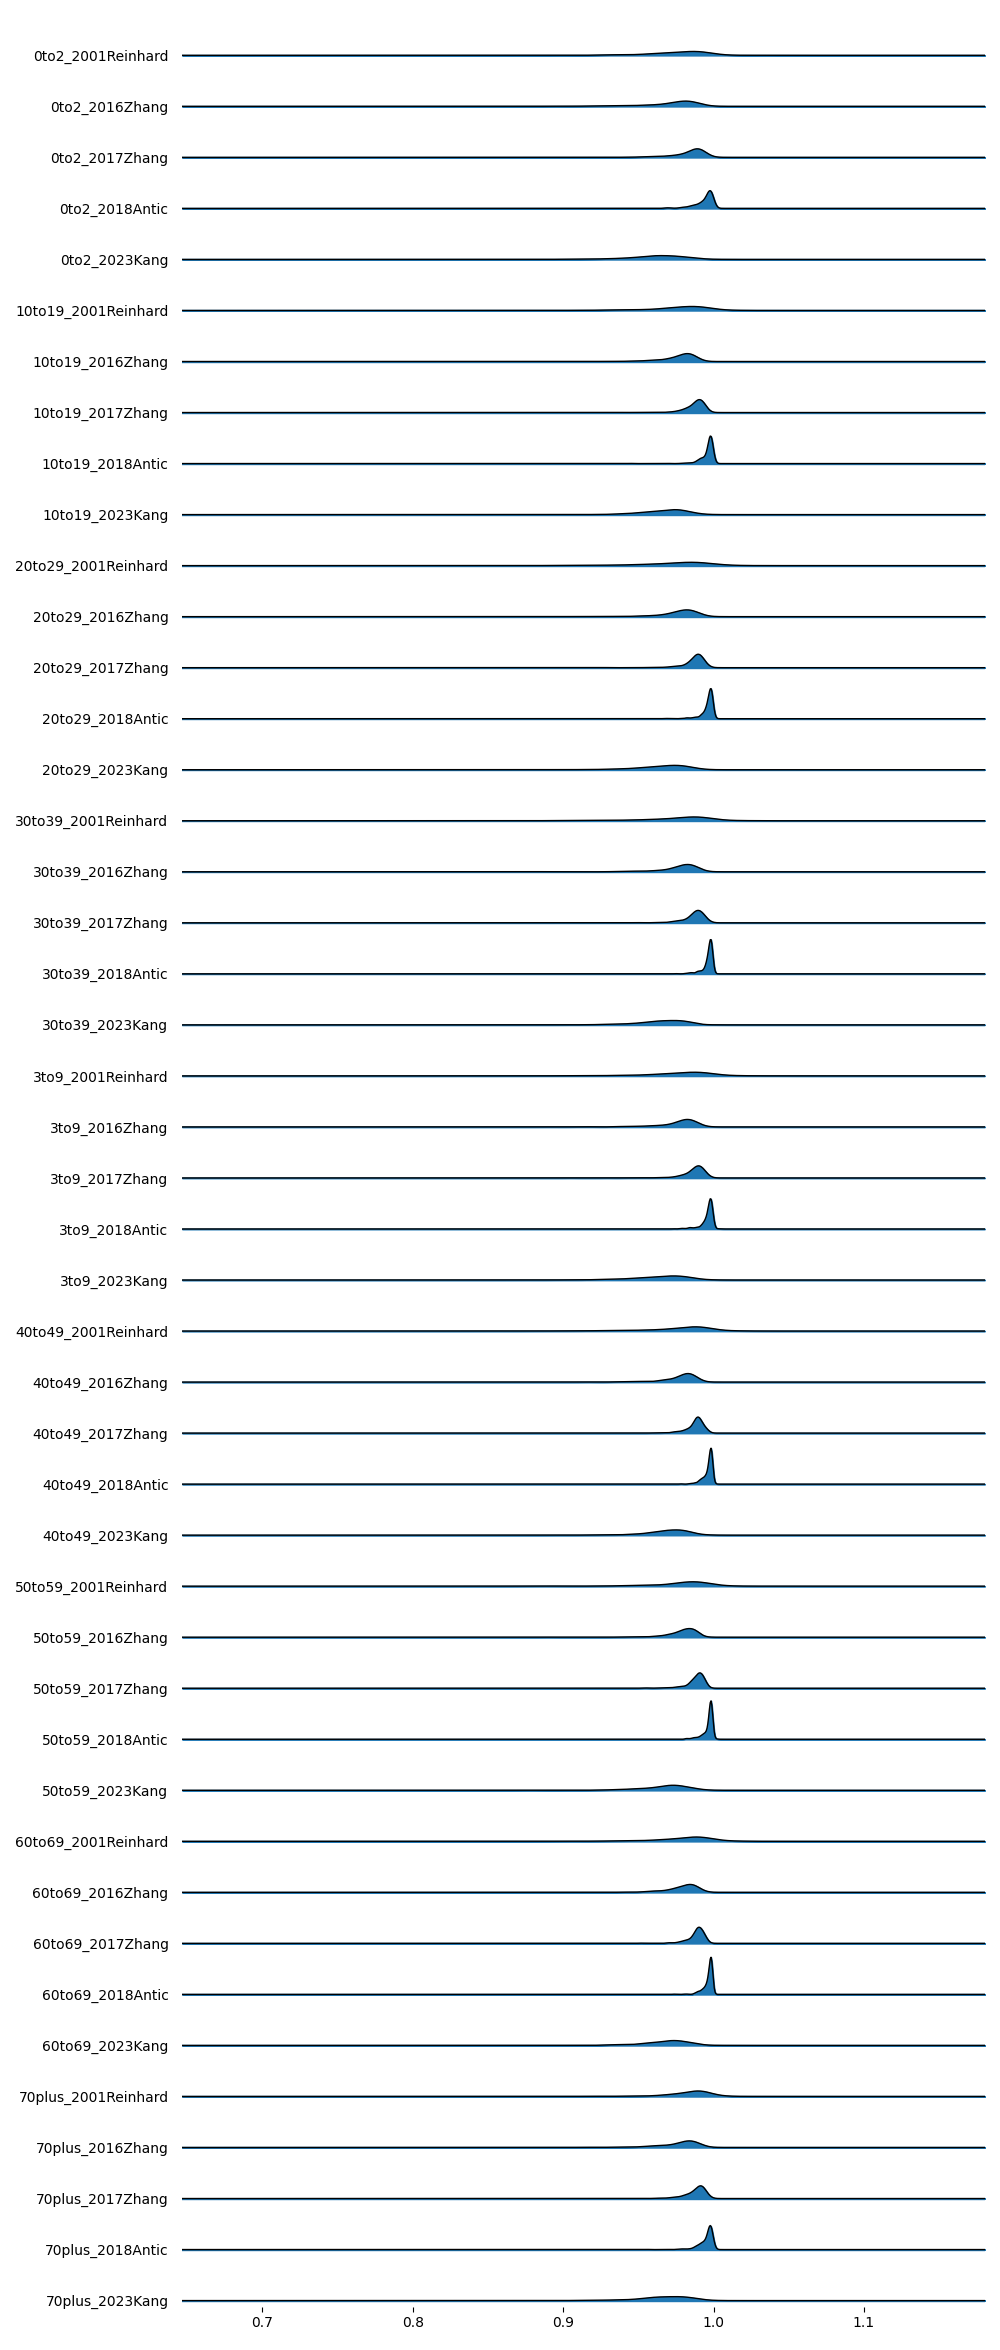 0to2_2001Reinhard
0to2_2016Zhang
0to2_2017Zhang
0to2_2018Antic
0to2_2023Kang
10to19_2001Reinhard
10to19_2016Zhang
10to19_2017Zhang
10to19_2018Antic
10to19_2023Kang
20to29_2001Reinhard
20to29_2016Zhang
20to29_2017Zhang
20to29_2018Antic
20to29_2023Kang
30to39_2001Reinhard
30to39_2016Zhang
30to39_2017Zhang
30to39_2018Antic
30to39_2023Kang
3to9_2001Reinhard
3to9_2016Zhang
3to9_2017Zhang
3to9_2018Antic
3to9_2023Kang
40to49_2001Reinhard
40to49_2016Zhang
40to49_2017Zhang
40to49_2018Antic
40to49_2023Kang
50to59_2001Reinhard
50to59_2016Zhang
50to59_2017Zhang
50to59_2018Antic
50to59_2023Kang
60to69_2001Reinhard
60to69_2016Zhang
60to69_2017Zhang
60to69_2018Antic
60to69_2023Kang
70plus_2001Reinhard
70plus_2016Zhang
70plus_2017Zhang
70plus_2018Antic
70plus_2023Kang
0.7 0.8 0.9 1.0 1.1